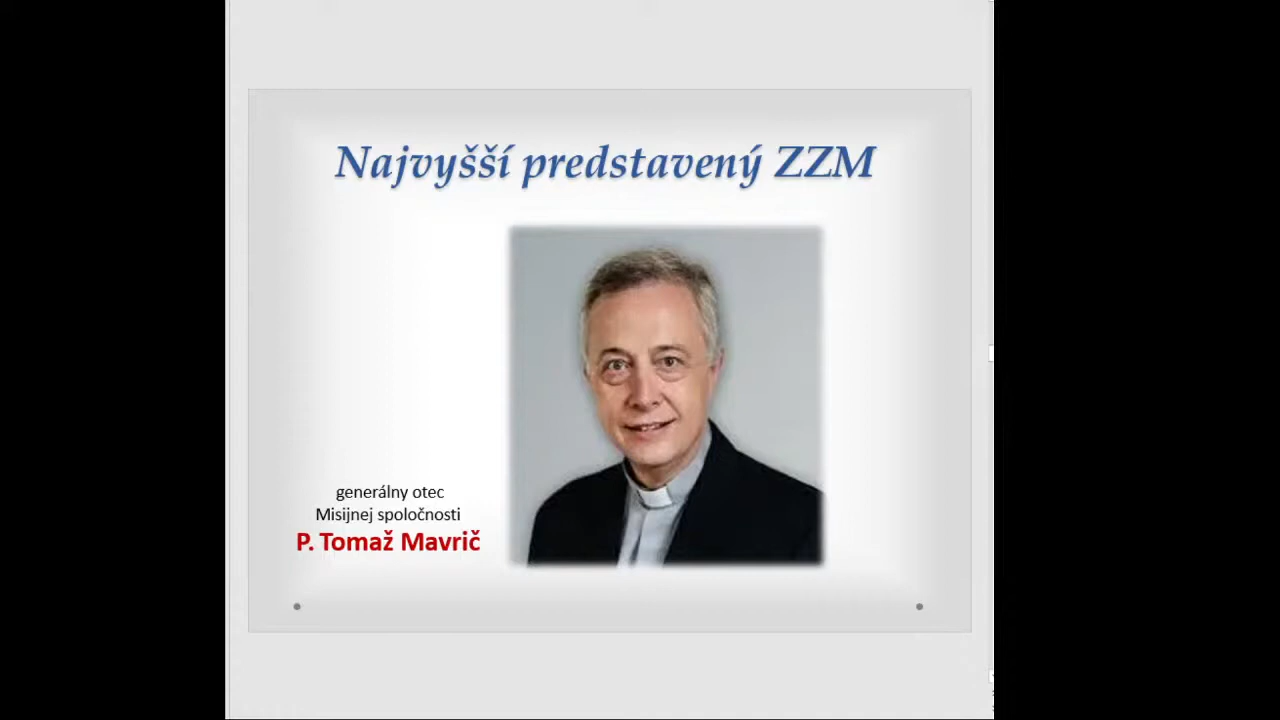 Najvyšší predstavený ZZM
generálny otec
Misijnej spoločnosti
P. Tomaž Mavrič